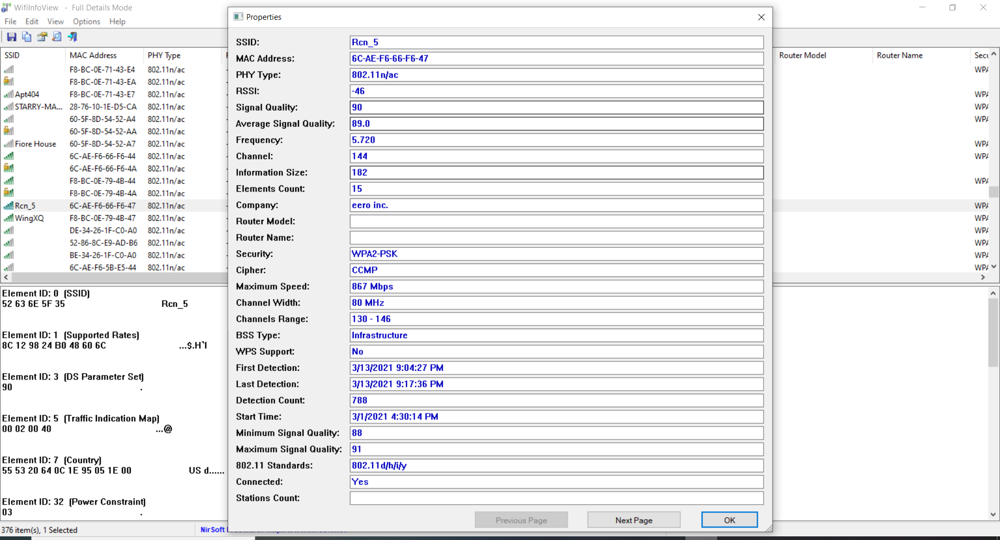 WifiInfoView  -  Full Details Mode
File Edit View Options Help
SSID MAC Address PHY Type
F8-BC-0E-71-43-E4 802.11n/ac
F8-BC-0E-71-43-EA 802.11n/ac
Apt404 F8-BC-0E-71-43-E7 802.11n/ac
STARRY-MA... 28-76-10-1E-D5-CA 802.11n/ac
60-5F-8D-54-52-A4 802.11n/ac
60-5F-8D-54-52-AA 802.11n/ac
Fiore House 60-5F-8D-54-52-A7 802.11n/ac
6C-AE-F6-66-F6-44 802.11n/ac
6C-AE-F6-66-F6-4A 802.11n/ac
F8-BC-0E-79-4B-44 802.11n/ac
F8-BC-0E-79-4B-4A 802.11n/ac
Rcn_5 6C-AE-F6-66-F6-47 802.11n/ac
WingXQ F8-BC-0E-79-4B-47 802.11n/ac
DE-34-26-1F-C0-A0 802.11n/ac
52-86-8C-E9-AD-B6 802.11n/ac
BE-34-26-1F-C0-A0 802.11n/ac
6C-AE-F6-5B-E5-44 802.11n/ac
Element ID: 0 (SSID)
52 63 6E 5F 35 Rcn_5
Element ID: 1 (Supported Rates)
8C 12 98 24 B0 48 60 6C ...$.H`l
Element ID: 3 (DS Parameter Set)
90 .
Element ID: 5 (Traffic Indication Map)
00 02 00 40 ...@
Element ID: 7 (Country)
55 53 20 64 0C 1E 95 05 1E 00 US d......
Element ID: 32 (Power Constraint)
03 .
376 item(s), 1 Selected
NirSoft
Properties
SSID: Rcn_5
MAC Address: 6C-AE-F6-66-F6-47
PHY Type: 802.11n/ac
RSSI: -46
Signal Quality: 90
Average Signal Quality: 89.0
Frequency: 5.720
Channel: 144
Information Size: 182
Elements Count: 15
Company: eero inc.
Router Model:
Router Name:
Security: WPA2-PSK
Cipher: CCMP
Maximum Speed: 867 Mbps
Channel Width: 80 MHz
Channels Range: 130 - 146
BSS Type: Infrastructure
WPS Support: No
First Detection: 3/13/2021 9:04:27 PM
Last Detection: 3/13/2021 9:17:36 PM
Detection Count: 788
Start Time: 3/1/2021 4:30:14 PM
Minimum Signal Quality: 88
Maximum Signal Quality: 91
802.11 Standards: 802.11d/h/i/y
Connected: Yes
Stations Count:
Previous Page Next Page OK
Router Model Router Name Secu
WPA
WPA
WPA
WPA
WPA
WPA
WPA
WPA
WPA
WPA
WPA
WPA
WPA